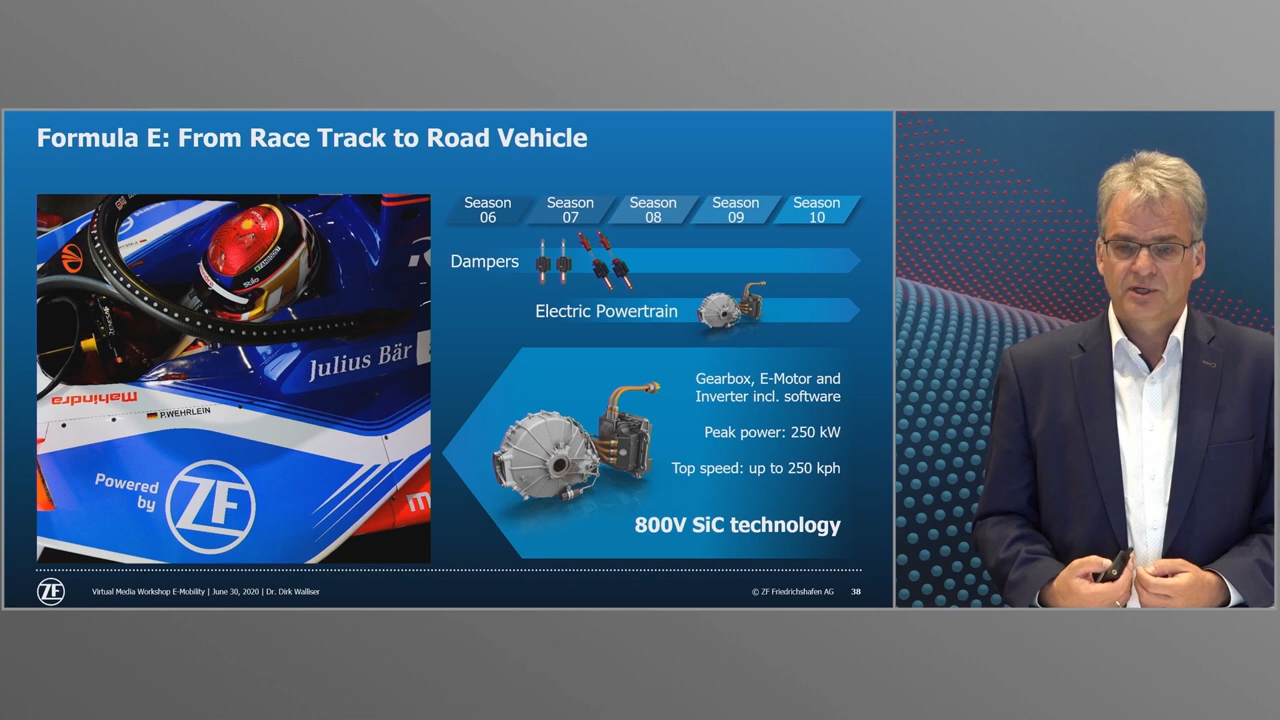 Formula E: From Race Track to Road Vehicle
Season
06
Season
07
Season
08
Season
09
Season
10
Dampers
Electric Powertrain
Gearbox, E-Motor and
Inverter incl. software
Peak power: 250 kW
Top speed: up to 250 kph
800V SiC technology
Stilo
Julius Bär
Mahindra
P.WEHRLEIN
Powered
by
ZF
ZF
Virtual Media Workshop E-Mobility | June 30, 2020 | Dr. Dirk Walliser
© ZF Friedrichshafen AG
38